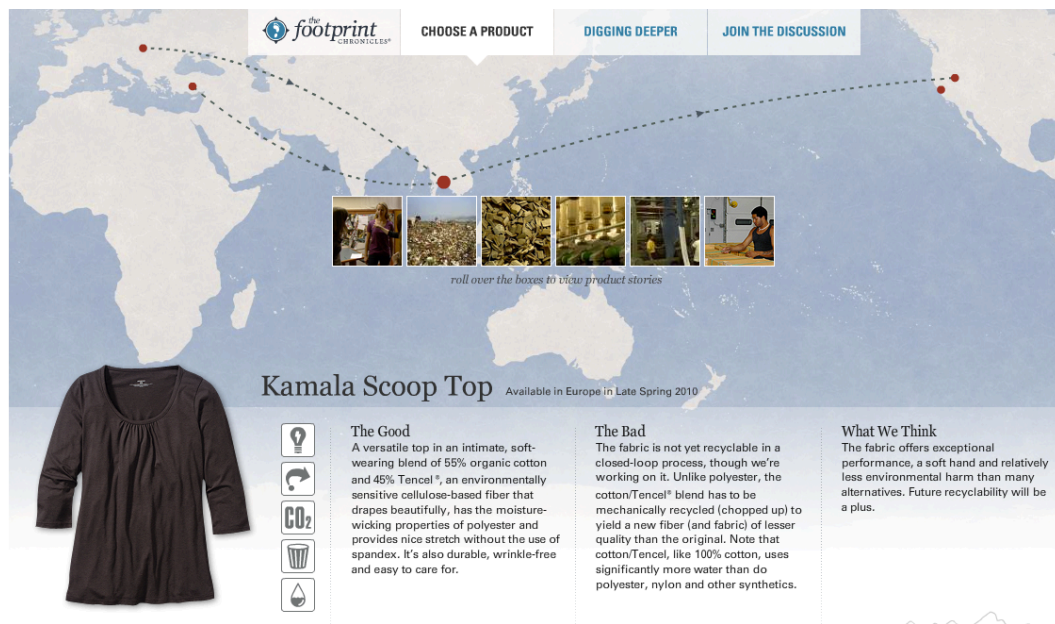 the
footprint
CHRONICLES®
CHOOSE A PRODUCT
DIGGING DEEPER
JOIN THE DISCUSSION
roll over the boxes to view product stories
Kamala Scoop Top
Available in Europe in Late Spring 2010
CO2
The Good
A versatile top in an intimate, soft-
wearing blend of 55% organic cotton
and 45% Tencel ®, an environmentally
sensitive cellulose-based fiber that
drapes beautifully, has the moisture-
wicking properties of polyester and
provides nice stretch without the use of
spandex. It's also durable, wrinkle-free
and easy to care for.
The Bad
The fabric is not yet recyclable in a
closed-loop process, though we're
working on it. Unlike polyester, the
cotton/Tencel® blend has to be
mechanically recycled (chopped up) to
yield a new fiber (and fabric) of lesser
quality than the original. Note that
cotton/Tencel, like 100% cotton, uses
significantly more water than do
polyester, nylon and other synthetics.
What We Think
The fabric offers exceptional
performance, a soft hand and relatively
less environmental harm than many
alternatives. Future recyclability will be
a plus.